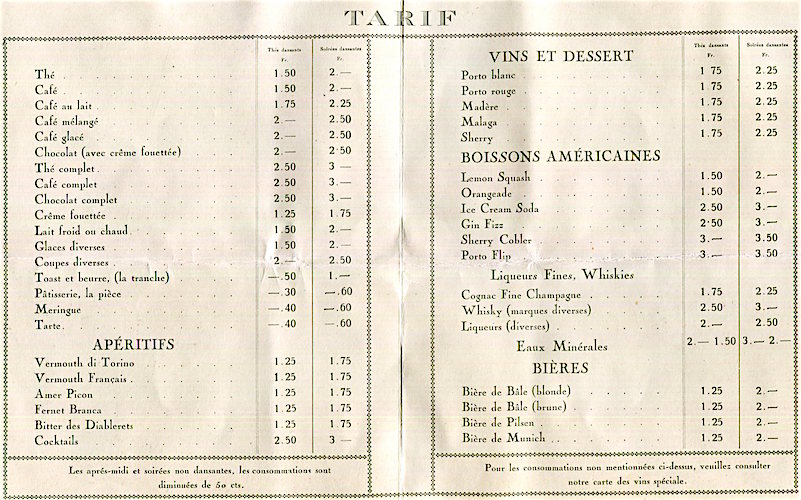 TARIF
Thés dansants Soirées dansantes
Fr. Fr.
Thé 1.50 2.—
Café 1.50 2.—
Café au lait 1.75 2.25
Café mélangé 2.— 2.50
Café glacé 2.— 2.50
Chocolat (avec crême fouettée) 2.— 2.50
Thé complet 2.50 3.—
Café complet 2.50 3.—
Chocolat complet 2.50 3.—
Crême fouettée 1.25 1.75
Lait froid ou chaud 1.50 2.—
Glaces diverses 1.50 2.—
Coupes diverses 2.— 2.50
Toast et beurre, (la tranche) —.50 1.—
Pâtisserie, la pièce —.30 —.60
Meringue —.40 —.60
Tarte —.40 —.60
APÉRITIFS
Vermouth di Torino 1.25 1.75
Vermouth Français 1.25 1.75
Amer Picon 1.25 1.75
Fernet Branca 1.25 1.75
Bitter des Diablerets 1.25 1.75
Cocktails 2.50 3 —
Les aprés-midi et soirées non dansantes, les consommations sont
diminuées de 50 cts.
Thés dansants Soirées dansantes
Fr. Fr.
VINS ET DESSERT
Porto blanc 1 75 2.25
Porto rouge 1.75 2.25
Madère 1.75 2.25
Malaga 1.75 2.25
Sherry 1.75 2.25
BOISSONS AMÉRICAINES
Lemon Squash 1.50 2.—
Orangeade 1.50 2.—
Ice Cream Soda 2.50 3.—
Gin Fizz 2.50 3.—
Sherry Cobler 3.— 3.50
Porto Flip 3.— 3.50
Liqueurs Fines, Whiskies
Cognac Fine Champagne 1.75 2.25
Whisky (marques diverses) 2.50 3.—
Liqueurs (diverses) 2.— 2.50
Eaux Minérales 2.— 1.50 3.— 2.—
BIÈRES
Bière de Bâle (blonde) 1.25 2.—
Bière de Bâle (brune) 1.25 2.—
Bière de Pilsen 1.25 2.—
Bière de Munich 1.25 2.—
Pour les consommations non mentionnées ci-dessus, veuillez consulter
notre carte des vins spéciale.